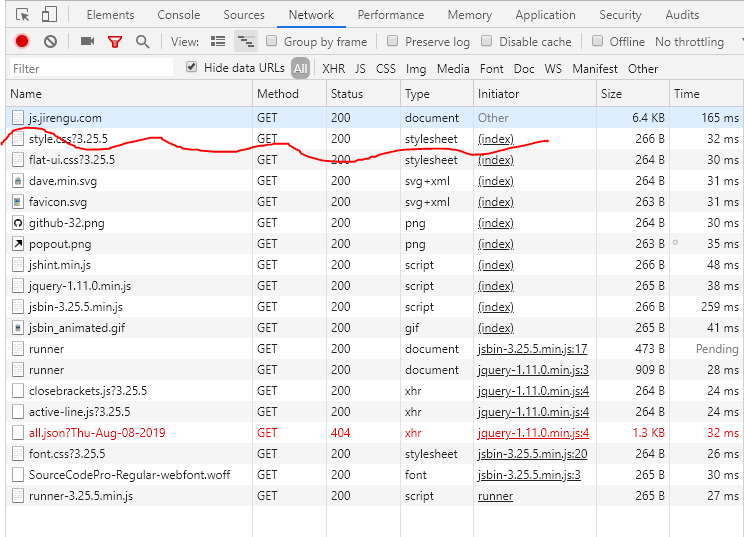 Elements Console Sources Network Performance Memory Application Security Audits
View: Group by frame Preserve log Disable cache Offline No throttling
Filter Hide data URLs All XHR JS CSS Img Media Font Doc WS Manifest Other
Name Method Status Type Initiator Size Time
js.jirengu.com GET 200 document Other 6.4 KB 165 ms
style.css?3.25.5 GET 200 stylesheet (index) 266 B 32 ms
flat-ui.css?3.25.5 GET 200 stylesheet (index) 264 B 30 ms
dave.min.svg GET 200 svg+xml (index) 264 B 31 ms
favicon.svg GET 200 svg+xml (index) 263 B 31 ms
github-32.png GET 200 png (index) 264 B 30 ms
popout.png GET 200 png (index) 263 B 35 ms
jshint.min.js GET 200 script (index) 266 B 48 ms
jquery-1.11.0.min.js GET 200 script (index) 265 B 38 ms
jsbin-3.25.5.min.js GET 200 script (index) 266 B 259 ms
jsbin_animated.gif GET 200 gif (index) 265 B 41 ms
runner GET 200 document jsbin-3.25.5.min.js:17 473 B Pending
runner GET 200 document jquery-1.11.0.min.js:3 909 B 28 ms
closebrackets.js?3.25.5 GET 200 xhr jquery-1.11.0.min.js:4 264 B 24 ms
active-line.js?3.25.5 GET 200 xhr jquery-1.11.0.min.js:4 264 B 24 ms
all.json?Thu-Aug-08-2019 GET 404 xhr jquery-1.11.0.min.js:4 1.3 KB 32 ms
font.css?3.25.5 GET 200 stylesheet jsbin-3.25.5.min.js:20 264 B 26 ms
SourceCodePro-Regular-webfont.woff GET 200 font jsbin-3.25.5.min.js:3 265 B 30 ms
runner-3.25.5.min.js GET 200 script runner 265 B 27 ms